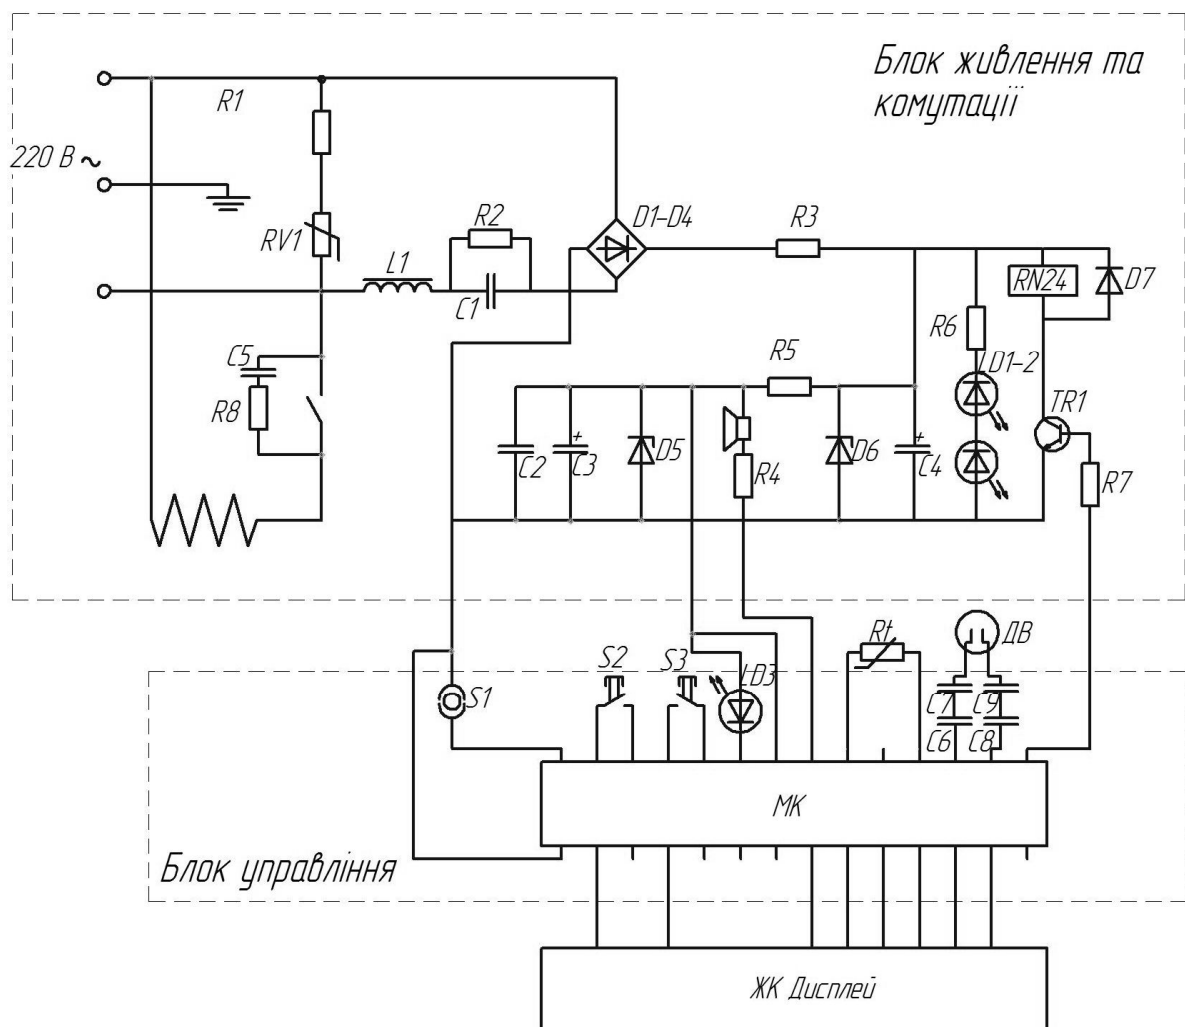 Блок живлення та
комутації
R1
220 В ~
RV1
L1
R2
C1
D1-D4
R3
RN24
D7
R6
LD1-2
TR1
R7
C5
R8
R5
C2
+
C3
D5
R4
D6
+
C4
S1
S2
S3
LD3
Rt
ДВ
C7
C9
C6
C8
МК
Блок управління
ЖК Дисплей